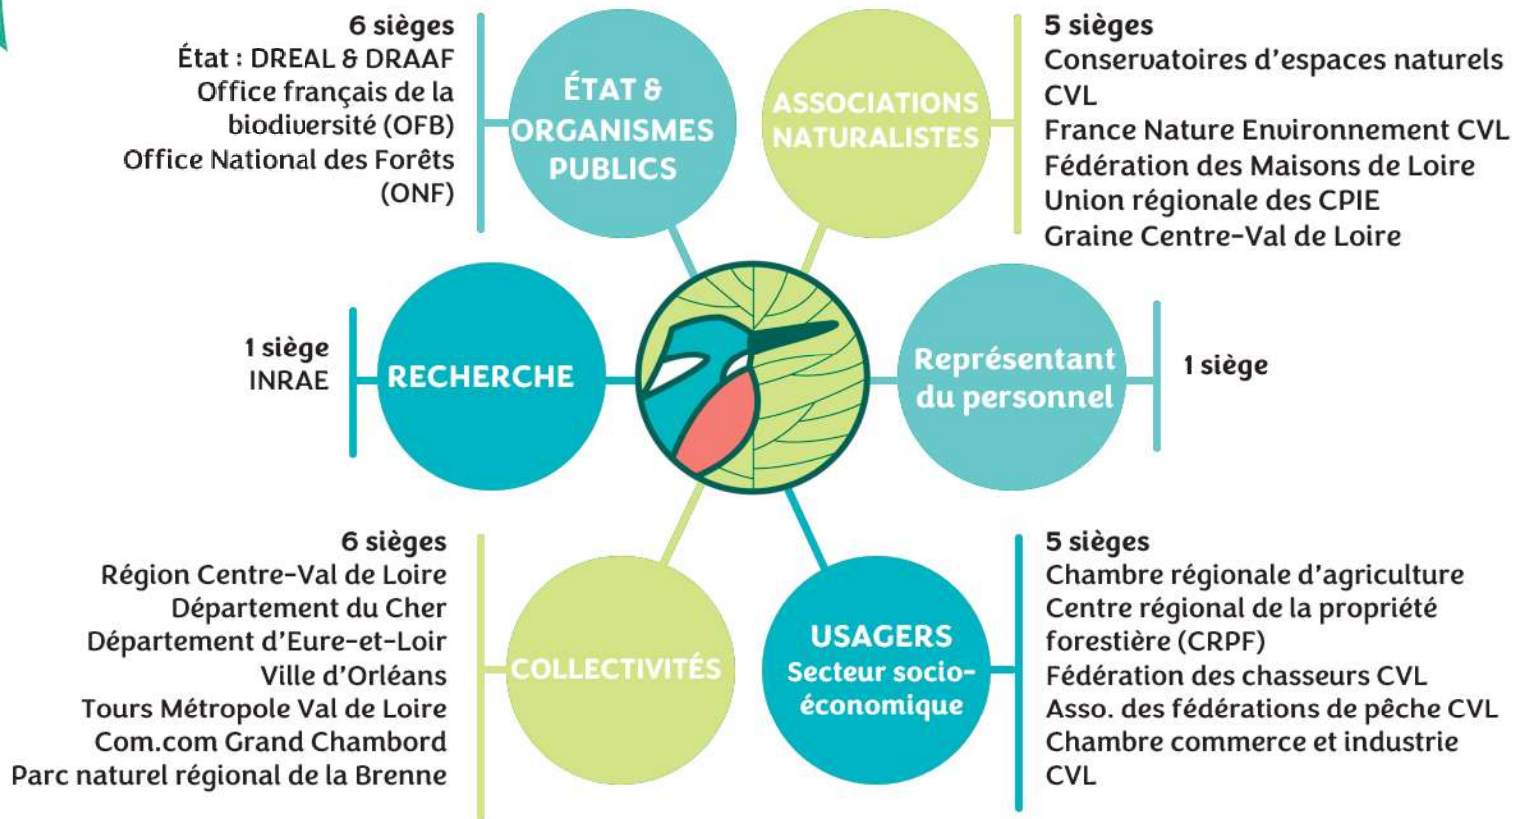 6 sièges
État : DREAL & DRAAF
Office français de la
biodiversité (OFB)
Office National des Forêts
(ONF)
ÉTAT &
ORGANISMES
PUBLICS
ASSOCIATIONS
NATURALISTES
5 sièges
Conservatoires d'espaces naturels
CVL
France Nature Environnement CVL
Fédération des Maisons de Loire
Union régionale des CPIE
Graine Centre-Val de Loire
1 siège
INRAE
RECHERCHE
Représentant
du personnel
1 siège
6 sièges
Région Centre-Val de Loire
Département du Cher
Département d'Eure-et-Loir
Ville d'Orléans
Tours Métropole Val de Loire
Com.com Grand Chambord
Parc naturel régional de la Brenne
COLLECTIVITÉS
USAGERS
Secteur socio-
économique
5 sièges
Chambre régionale d'agriculture
Centre régional de la propriété
forestière (CRPF)
Fédération des chasseurs CVL
Asso. des fédérations de pêche CVL
Chambre commerce et industrie
CVL